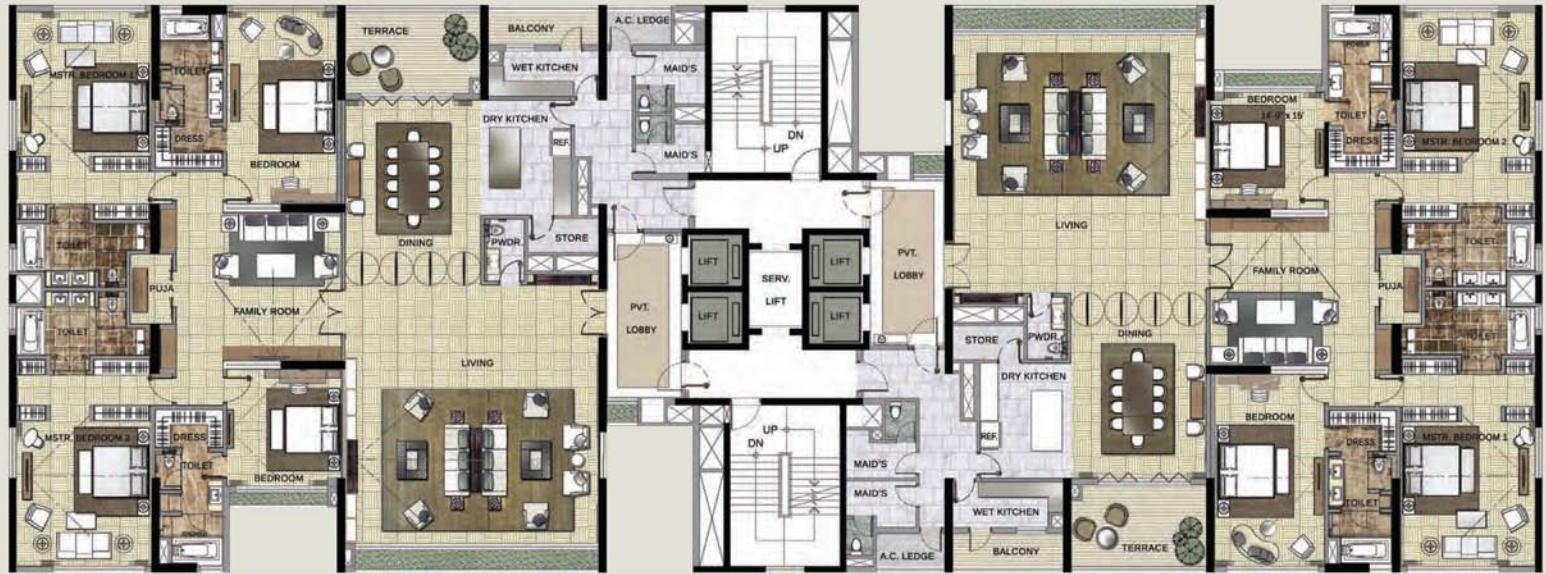 MSTR. BEDROOM 1
TOILET
DRESS
BEDROOM
TERRACE
BALCONY
WET KITCHEN
A.C. LEDGE
MAID'S
MAID'S
DRY KITCHEN
REF.
DINING
PWDR.
STORE
TOILET
PUJA
TOILET
FAMILY ROOM
LIVING
MSTR. BEDROOM 2
DRESS
TOILET
BEDROOM
PVT.
LOBBY
DN
UP
LIFT
LIFT
SERV.
LIFT
LIFT
LIFT
UP
DN
PVT.
LOBBY
LIVING
BEDROOM
14'-9" x 15'
TOILET
DRESS
MSTR. BEDROOM 2
FAMILY ROOM
PUJA
TOILET
TOILET
STORE
PWDR.
DINING
DRY KITCHEN
REF.
MAID'S
MAID'S
WET KITCHEN
A.C. LEDGE
BALCONY
TERRACE
BEDROOM
DRESS
TOILET
MSTR. BEDROOM 1